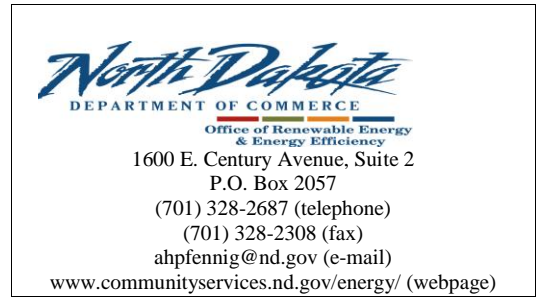 North Dakota
DEPARTMENT OF COMMERCE
Office of Renewable Energy
& Energy Efficiency
1600 E. Century Avenue, Suite 2
P.O. Box 2057
(701) 328-2687 (telephone)
(701) 328-2308 (fax)
ahpfennig@nd.gov (e-mail)
www.communityservices.nd.gov/energy/ (webpage)